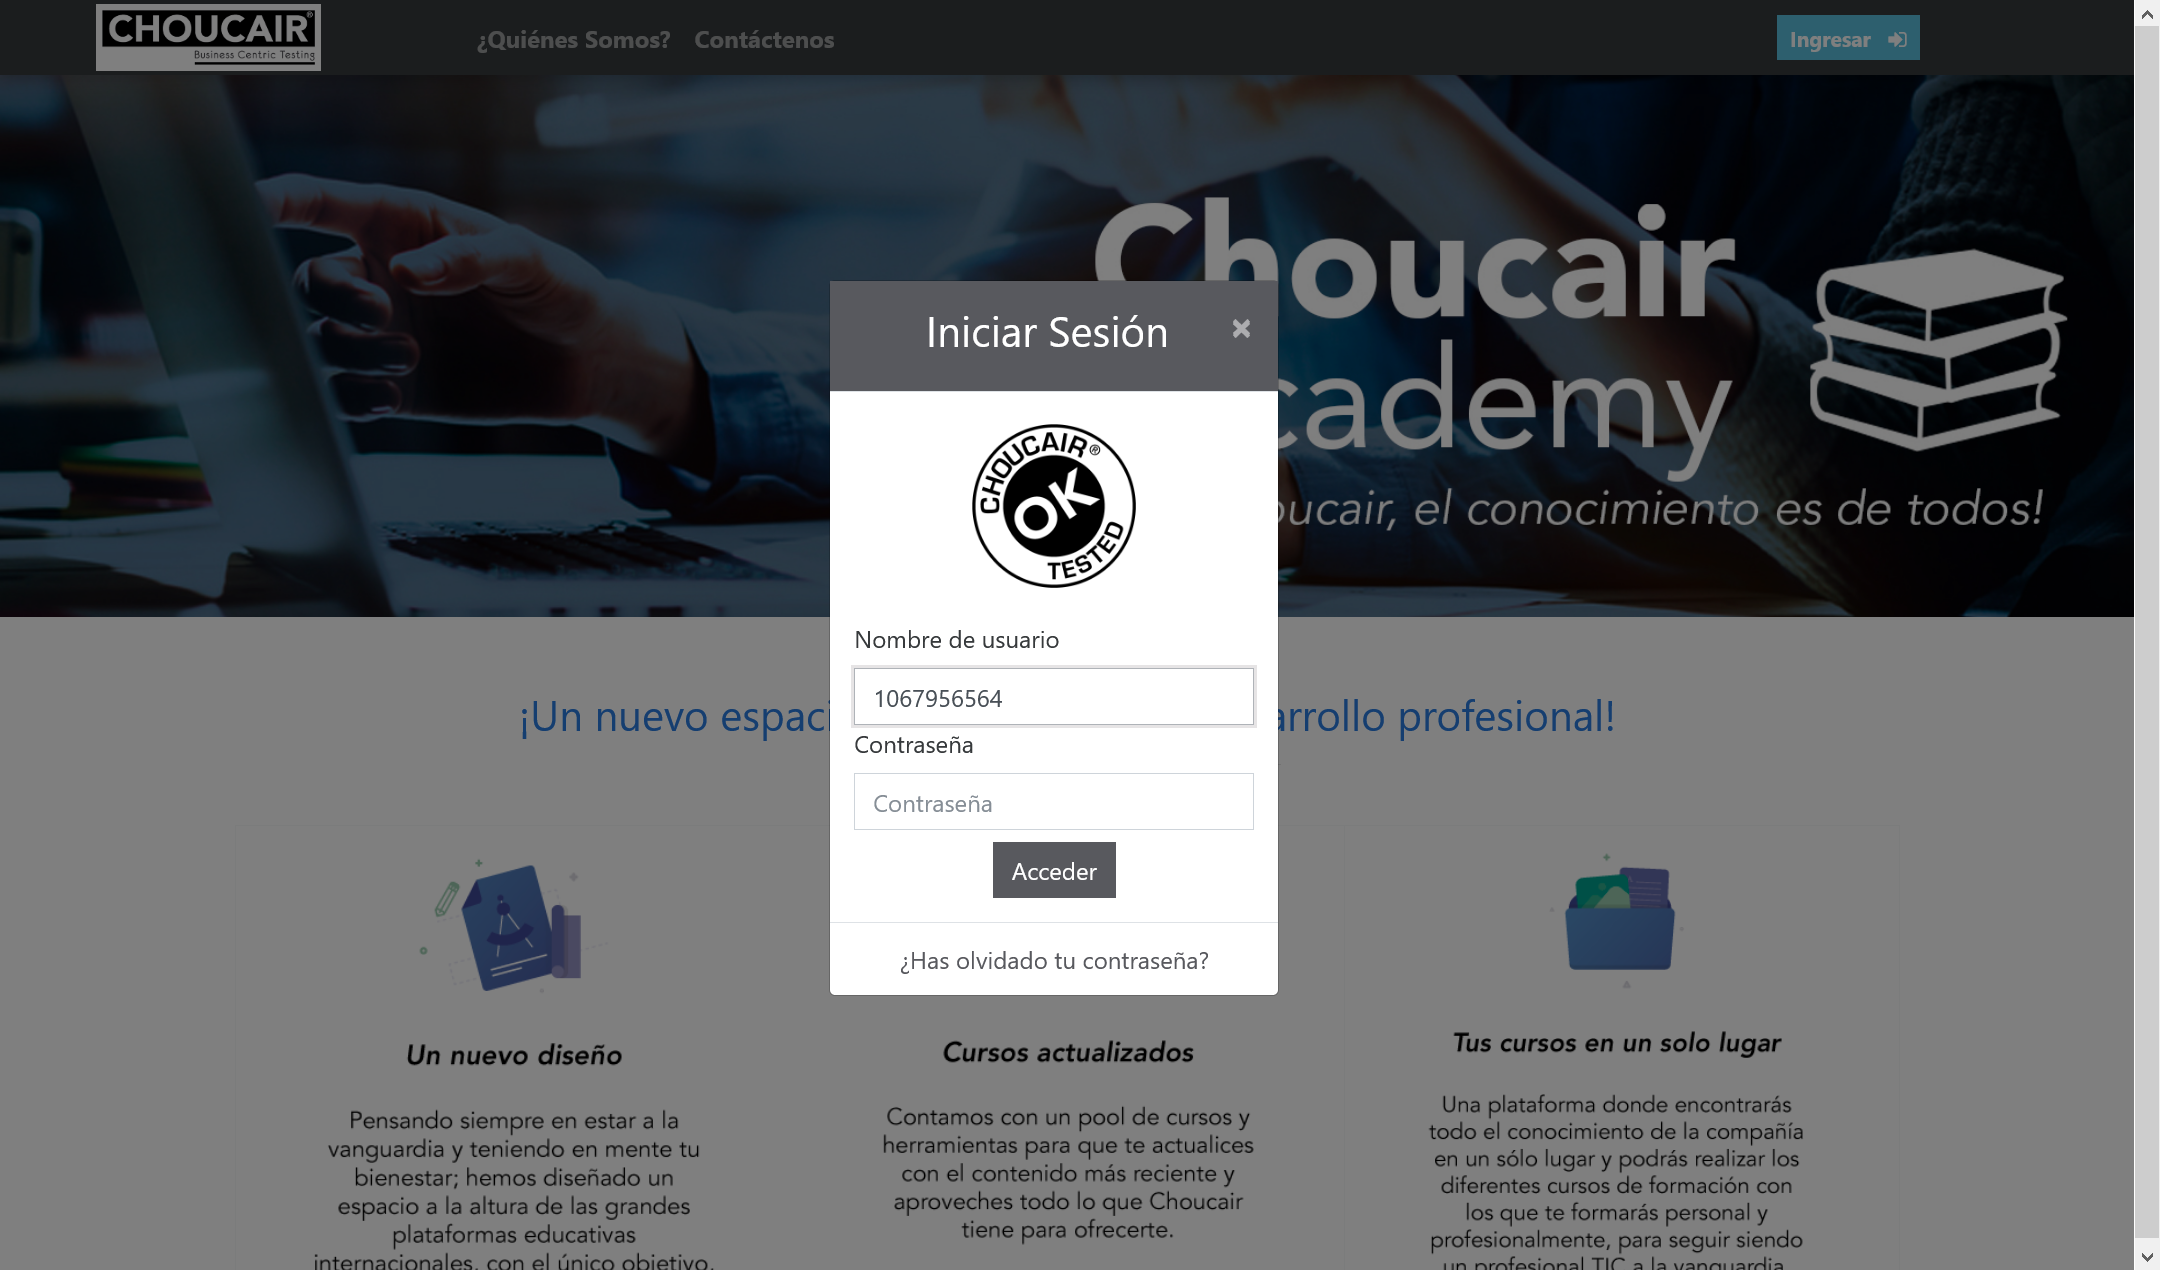 CHOUCAIR®
Business Centric Testing
¿Quiénes Somos? Contáctenos
Ingresar
Choucair
cademy
oucair, el conocimiento es de todos!
Iniciar Sesión
×
CHOUCAIR®
OK
TESTED
Nombre de usuario
1067956564
Contraseña
Contraseña
Acceder
¿Has olvidado tu contraseña?
¡Un nuevo espaci
arrollo profesional!
Un nuevo diseño
Pensando siempre en estar a la
vanguardia y teniendo en mente tu
bienestar; hemos diseñado un
espacio a la altura de las grandes
plataformas educativas
internacionales, con el único objetivo,
Cursos actualizados
Contamos con un pool de cursos y
herramientas para que te actualices
con el contenido más reciente y
aproveches todo lo que Choucair
tiene para ofrecerte.
Tus cursos en un solo lugar
Una plataforma donde encontrarás
todo el conocimiento de la compañía
en un sólo lugar y podrás realizar los
diferentes cursos de formación con
los que te formarás personal y
profesionalmente, para seguir siendo
un profesional TIC a la vanguardia